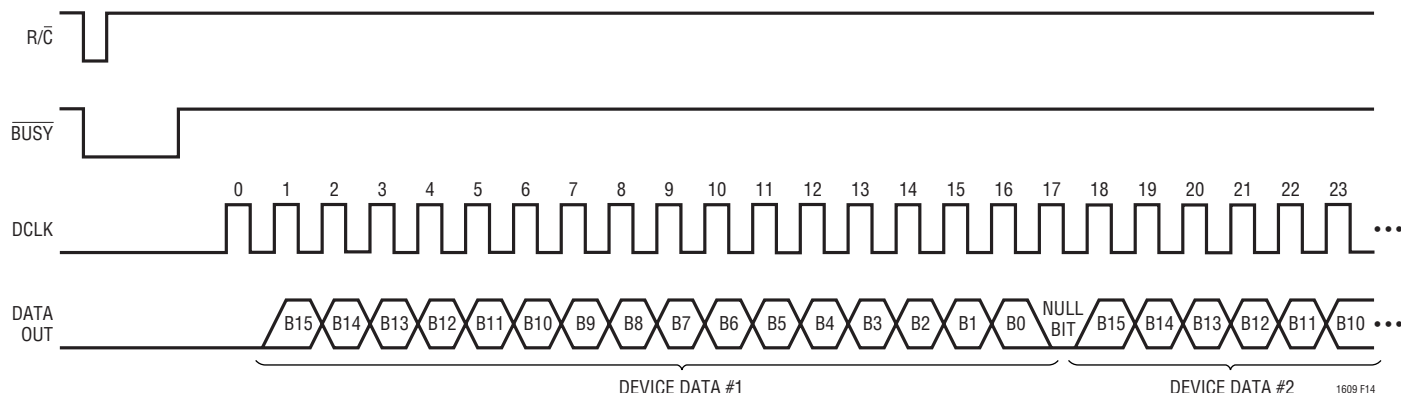 R/C̅
B̅U̅S̅Y̅
0 1 2 3 4 5 6 7 8 9 10 11 12 13 14 15 16 17 18 19 20 21 22 23
DCLK
•••
DATA
OUT
B15 B14 B13 B12 B11 B10 B9 B8 B7 B6 B5 B4 B3 B2 B1 B0 NULL
BIT B15 B14 B13 B12 B11 B10 •••
DEVICE DATA #1 DEVICE DATA #2 1609 F14